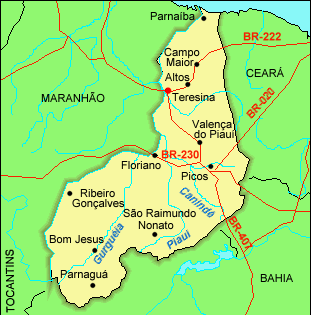 Parnaíba
BR-222
Campo
Maior
CEARÁ
Altos
MARANHÃO
Teresina
BR-020
Valença
do Piauí
BR-230
Floriano
Picos
Ribeiro
Gonçalves
Canindé
São Raimundo
Nonato
Gurgueia
Piauí
BR-407
Bom Jesus
Parnaguá
BAHIA
TOCANTINS